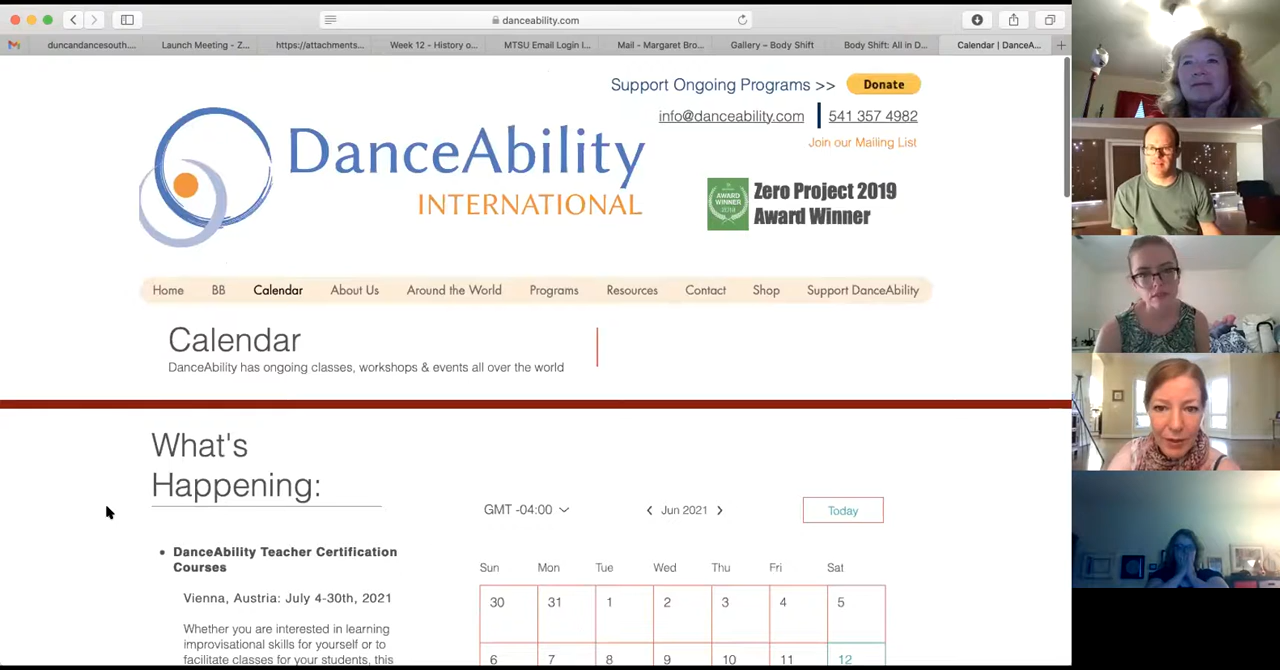 danceability.com
duncandancesouth....
Launch Meeting - Z...
https://attachments...
Week 12 - History o...
MTSU Email Login I...
Mail - Margaret Bro...
Gallery – Body Shift
Body Shift: All in D...
Calendar | DanceA...
Support Ongoing Programs >>
Donate
info@danceability.com
541 357 4982
Join our Mailing List
DanceAbility
INTERNATIONAL
AWARD
WINNER
2019
Zero Project 2019
Award Winner
Home
BB
Calendar
About Us
Around the World
Programs
Resources
Contact
Shop
Support DanceAbility
Calendar
DanceAbility has ongoing classes, workshops & events all over the world
What's
Happening:
GMT -04:00
Jun 2021
Today
• DanceAbility Teacher Certification
Courses
Vienna, Austria: July 4-30th, 2021
Whether you are interested in learning
improvisational skills for yourself or to
facilitate classes for your students, this
Sun Mon Tue Wed Thu Fri Sat
30 31 1 2 3 4 5
6 7 8 9 10 11 12